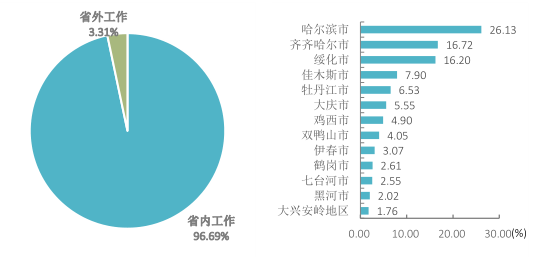 省外工作
3.31%
省内工作
96.69%
哈尔滨市 26.13
齐齐哈尔市 16.72
绥化市 16.20
佳木斯市 7.90
牡丹江市 6.53
大庆市 5.55
鸡西市 4.90
双鸭山市 4.05
伊春市 3.07
鹤岗市 2.61
七台河市 2.55
黑河市 2.02
大兴安岭地区 1.76
0.00 10.00 20.00 30.00 (%)